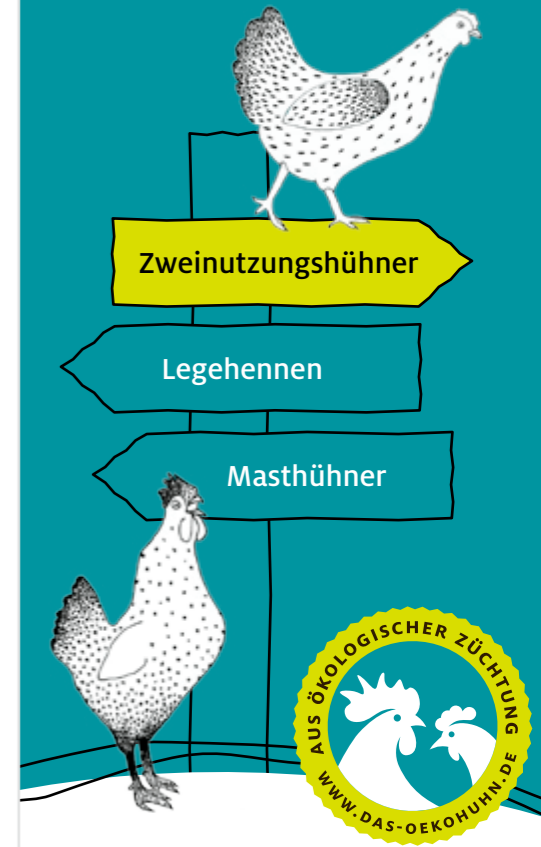 Zweinutzungshühner
Legehennen
Masthühner
AUS ÖKOLOGISCHER ZÜCHTUNG
WWW.DAS-OEKOHUHN.DE